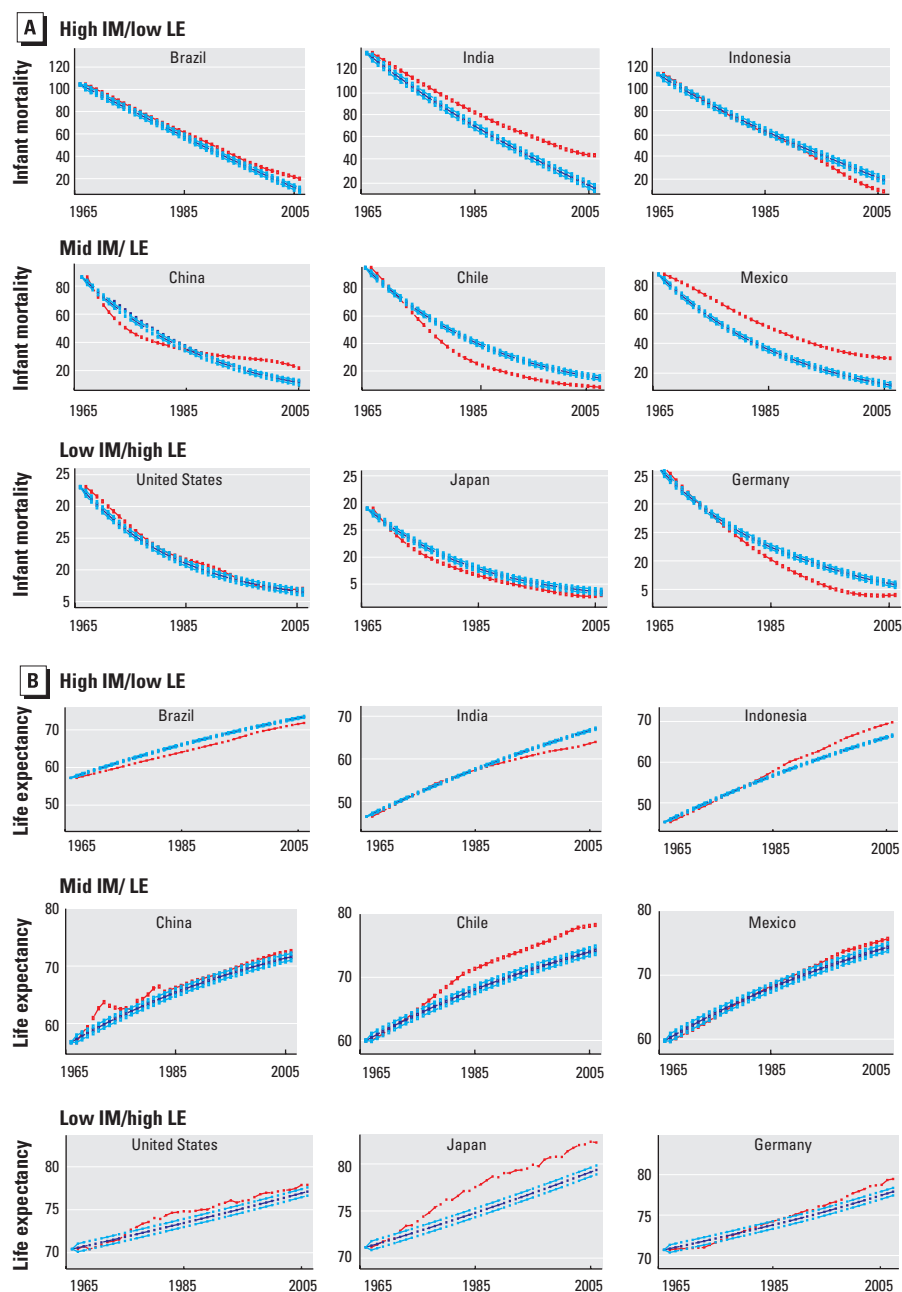 A High IM/low LE
Brazil India Indonesia
Infant mortality
120 120 120
100 100 100
80 80 80
60 60 60
40 40 40
20 20 20
1965 1985 2005 1965 1985 2005 1965 1985 2005
Mid IM/ LE
China Chile Mexico
Infant mortality
80 80 80
60 60 60
40 40 40
20 20 20
1965 1985 2005 1965 1985 2005 1965 1985 2005
Low IM/high LE
United States Japan Germany
Infant mortality
25 25 25
20 20 20
25 25 25
20 20 20
5 5 5
1965 1985 2005 1965 1985 2005 1965 1985 2005
B High IM/low LE
Brazil India Indonesia
Life expectancy
70 70 70
60 60 60
50 50 50
1965 1985 2005 1965 1985 2005 1965 1985 2005
Mid IM/ LE
China Chile Mexico
Life expectancy
80 80 80
70 70 70
60 60 60
1965 1985 2005 1965 1985 2005 1965 1985 2005
Low IM/high LE
United States Japan Germany
Life expectancy
80 80 80
75 75 75
70 70 70
1965 1985 2005 1965 1985 2005 1965 1985 2005